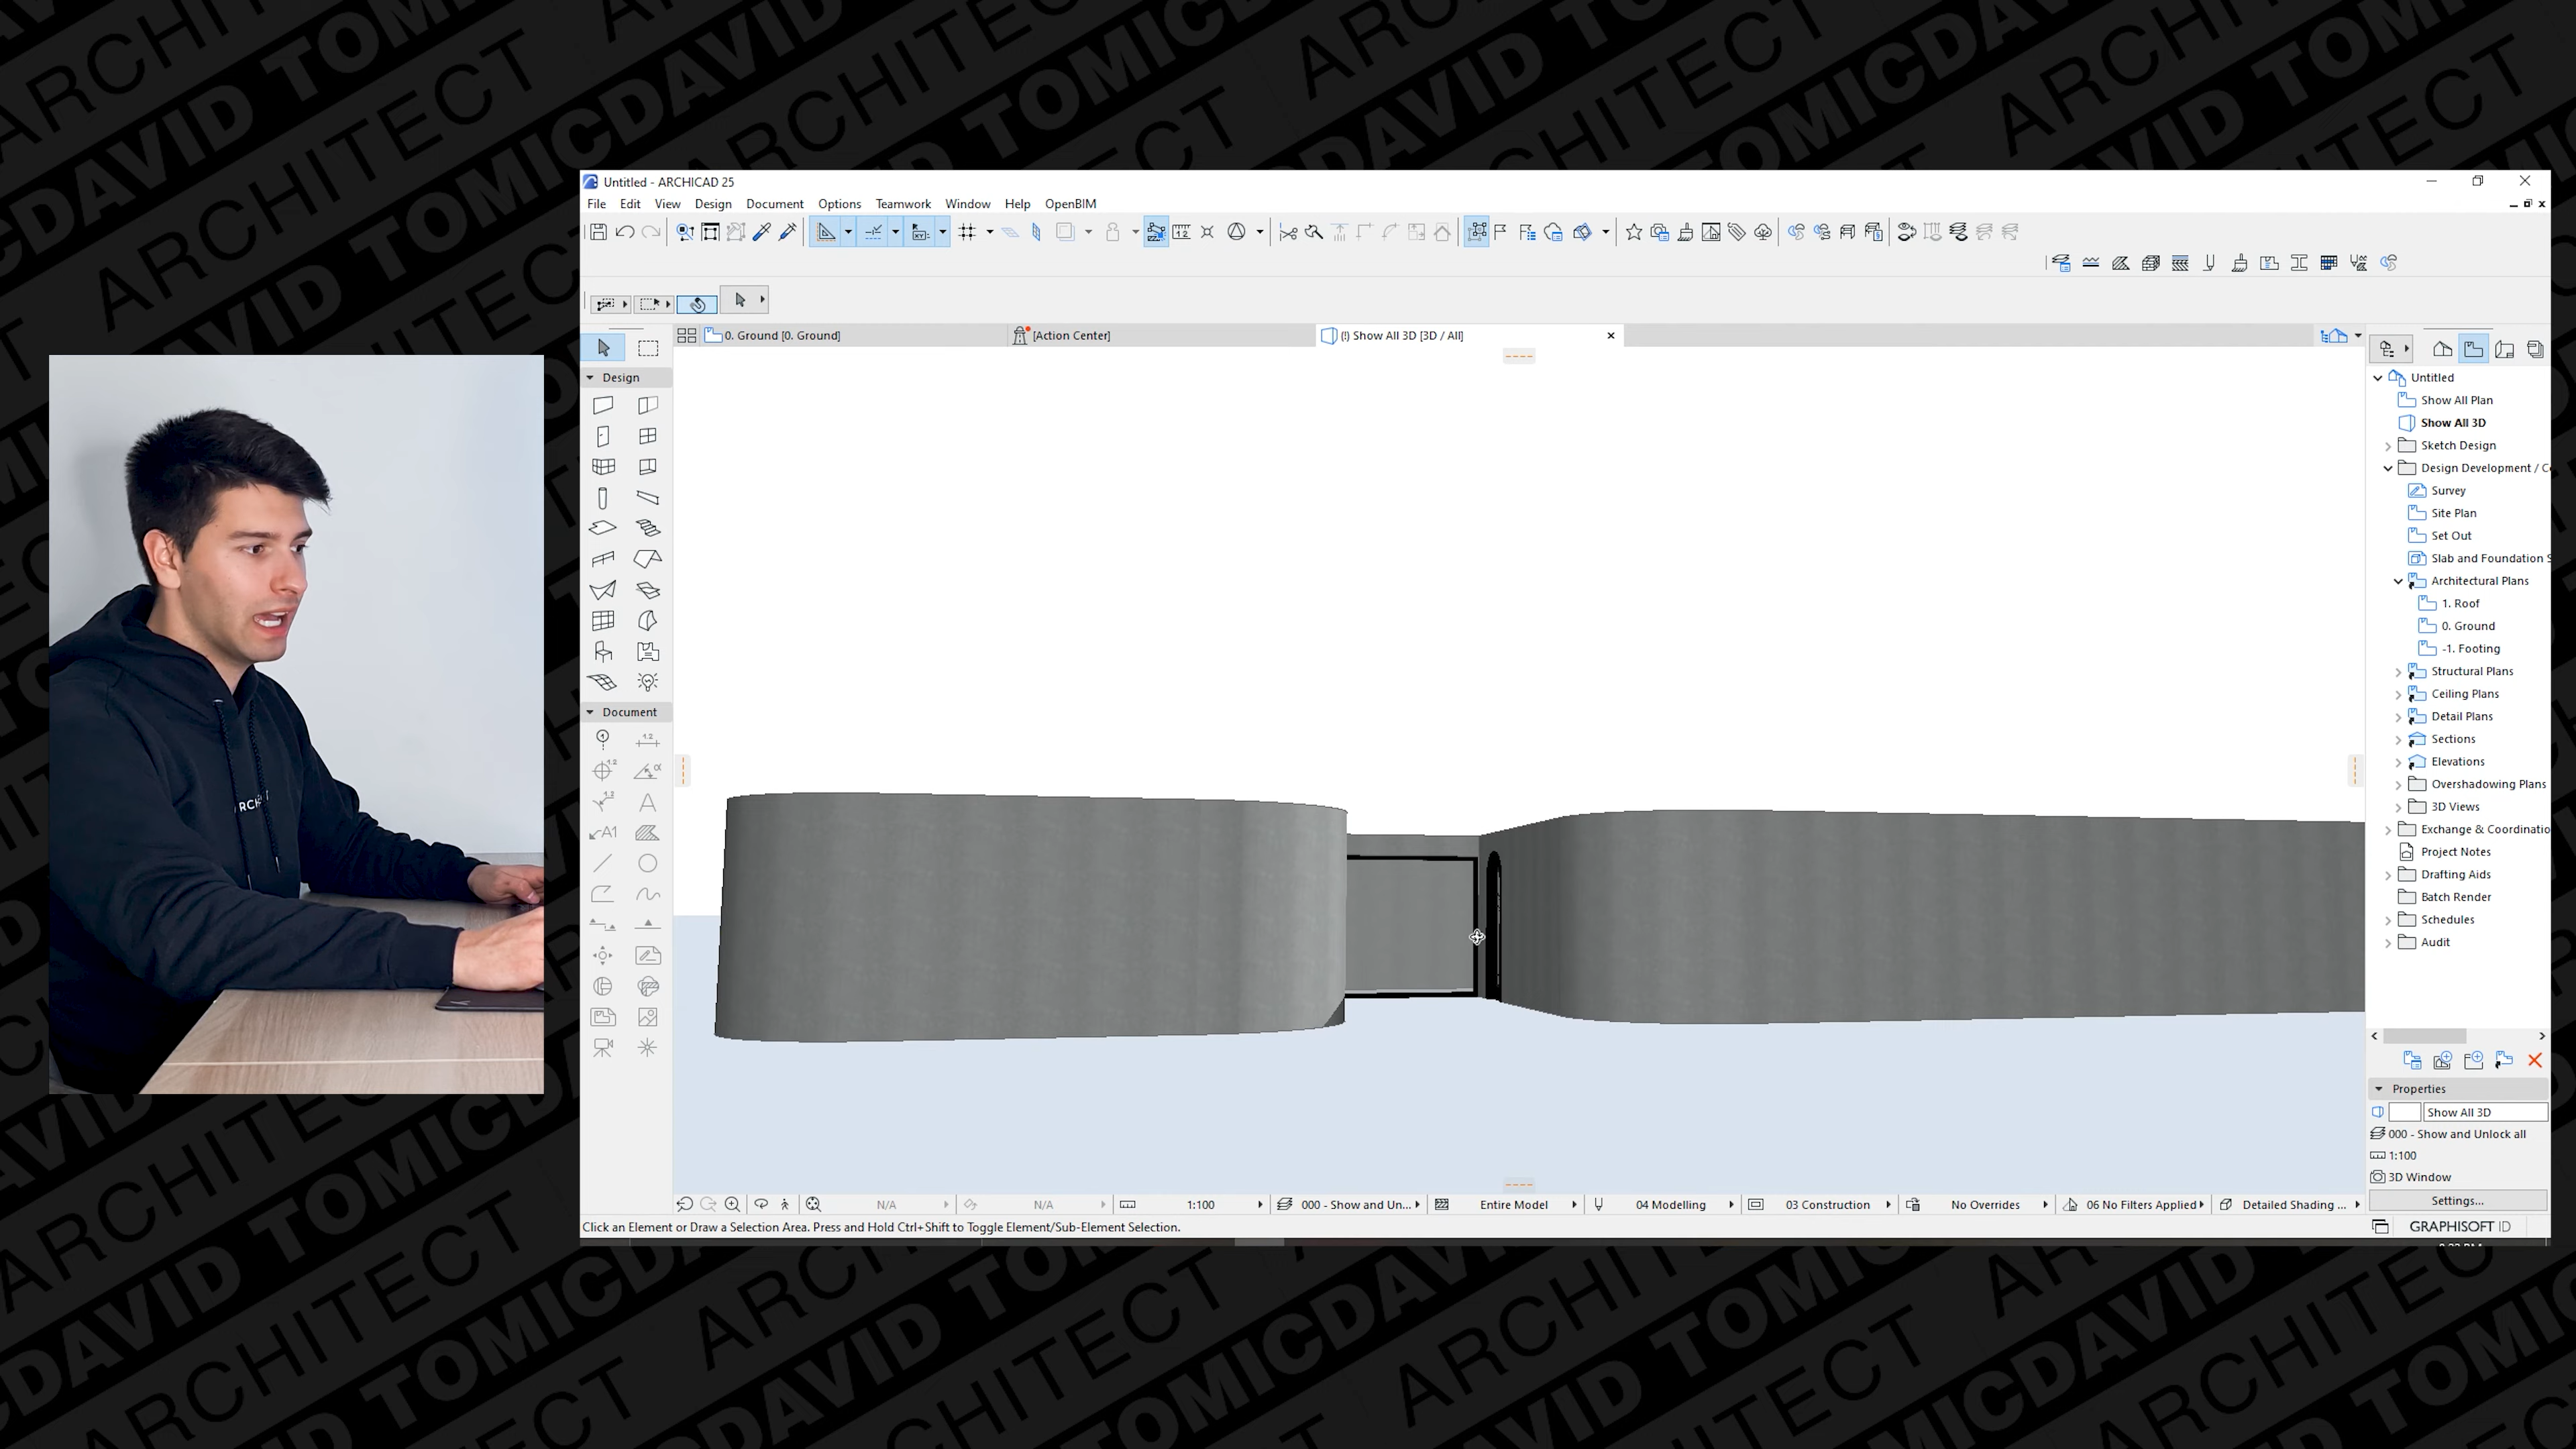 DAVID TOMIC ARCHITECT
Untitled - ARCHICAD 25
File Edit View Design Document Options Teamwork Window Help OpenBIM
0. Ground [0. Ground]
[Action Center]
(!) Show All 3D [3D / All]
Design
Document
Untitled
Show All Plan
Show All 3D
Sketch Design
Design Development / C
Survey
Site Plan
Set Out
Slab and Foundation S
Architectural Plans
1. Roof
0. Ground
-1. Footing
Structural Plans
Ceiling Plans
Detail Plans
Sections
Elevations
Overshadowing Plans
3D Views
Exchange & Coordinatio
Project Notes
Drafting Aids
Batch Render
Schedules
Audit
Properties
Show All 3D
000 - Show and Unlock all
1:100
3D Window
Settings...
N/A N/A 1:100 000 - Show and Un... Entire Model 04 Modelling 03 Construction No Overrides 06 No Filters Applied Detailed Shading ...
Click an Element or Draw a Selection Area. Press and Hold Ctrl+Shift to Toggle Element/Sub-Element Selection.
GRAPHISOFT ID